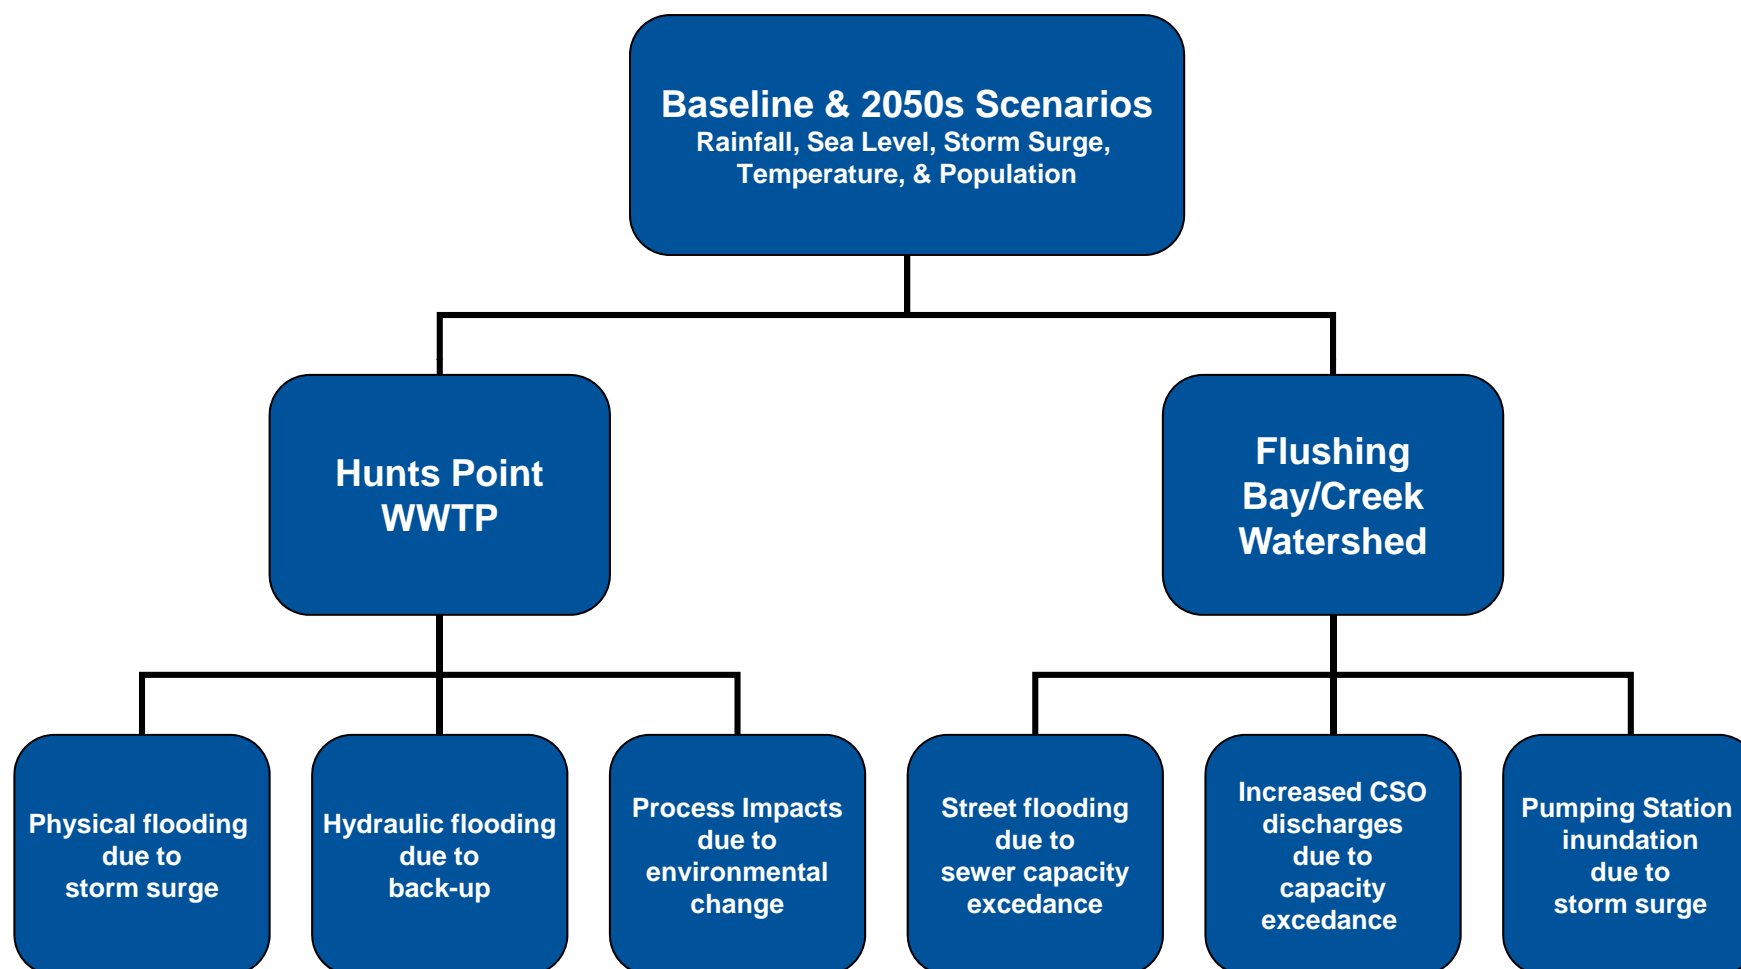 Baseline & 2050s Scenarios
Rainfall, Sea Level, Storm Surge,
Temperature, & Population
Hunts Point
WWTP
Flushing
Bay/Creek
Watershed
Physical flooding
due to
storm surge
Hydraulic flooding
due to
back-up
Process Impacts
due to
environmental
change
Street flooding
due to
sewer capacity
excedance
Increased CSO
discharges
due to
capacity
excedance
Pumping Station
inundation
due to
storm surge